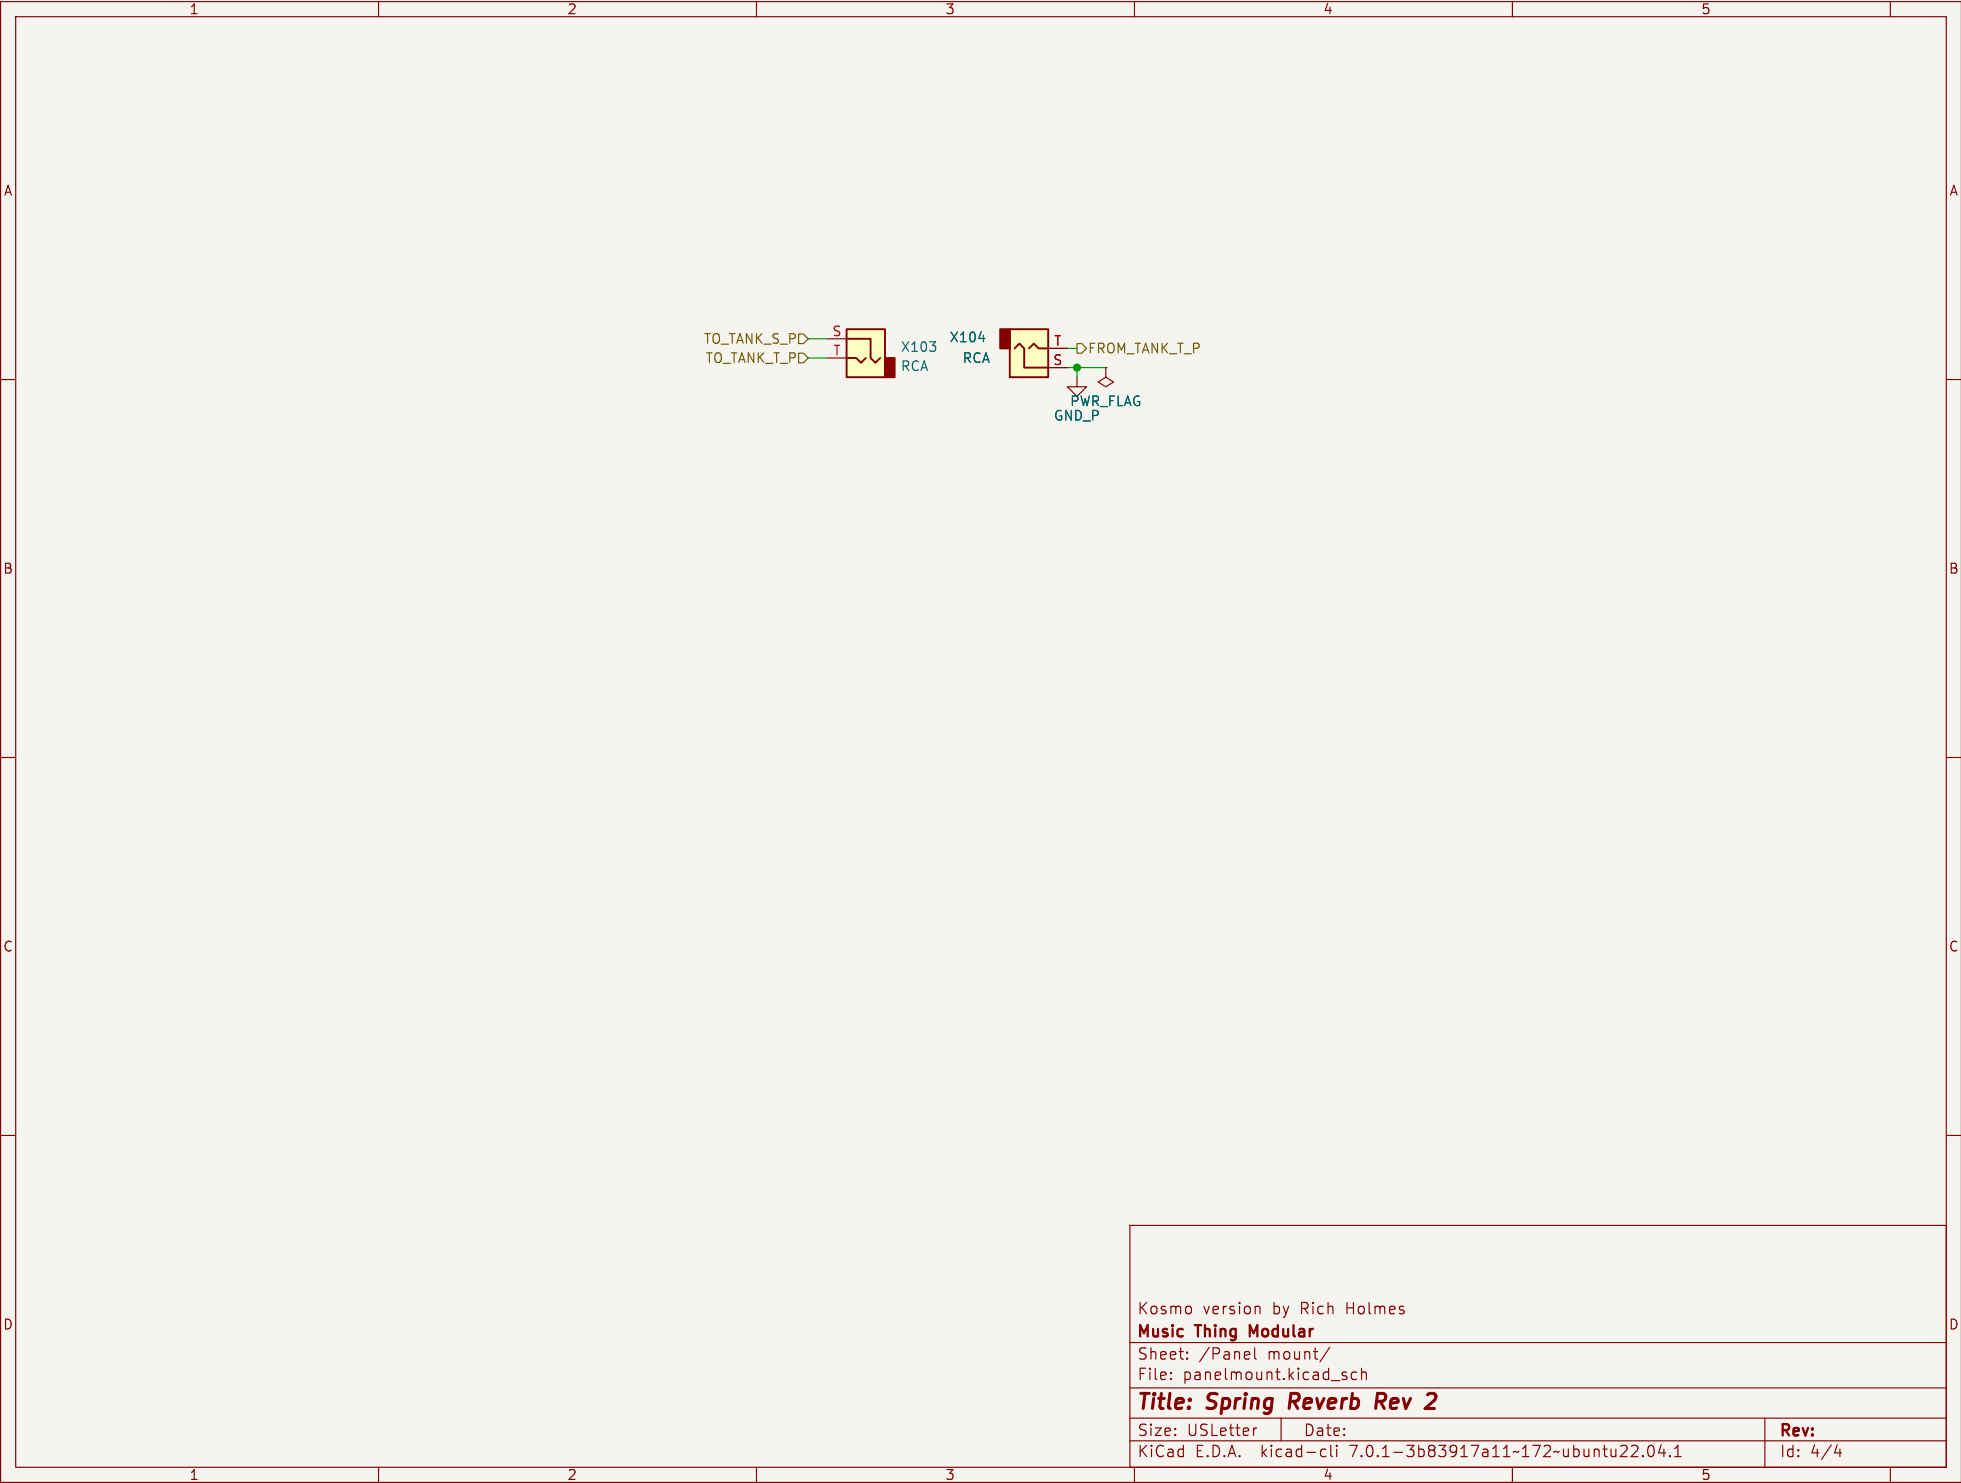 1 2 3 4 5
A A
TO_TANK_S_P S X103 X104 T FROM_TANK_T_P
TO_TANK_T_P T RCA RCA S
PWR_FLAG
GND_P
B B
C C
D D
Kosmo version by Rich Holmes
Music Thing Modular
Sheet: /Panel mount/
File: panelmount.kicad_sch
Title: Spring Reverb Rev 2
Size: USLetter Date: Rev:
KiCad E.D.A. kicad-cli 7.0.1-3b83917a11~172~ubuntu22.04.1 Id: 4/4
1 2 3 4 5